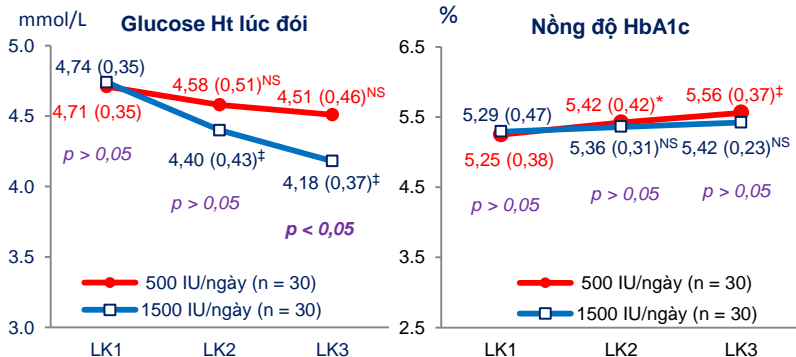 mmol/L
Glucose Ht lúc đói
5.0
4.5
4.0
3.5
3.0
4,74 (0,35)
4,58 (0,51)NS
4,51 (0,46)NS
4,71 (0,35)
4,40 (0,43)‡
4,18 (0,37)‡
p > 0,05
p > 0,05
p < 0,05
500 IU/ngày (n = 30)
1500 IU/ngày (n = 30)
LK1 LK2 LK3
%
Nồng độ HbA1c
6.5
5.5
4.5
3.5
2.5
5,29 (0,47)
5,42 (0,42)*
5,56 (0,37)‡
5,25 (0,38)
5,36 (0,31)NS
5,42 (0,23)NS
p > 0,05
p > 0,05
p > 0,05
500 IU/ngày (n = 30)
1500 IU/ngày (n = 30)
LK1 LK2 LK3